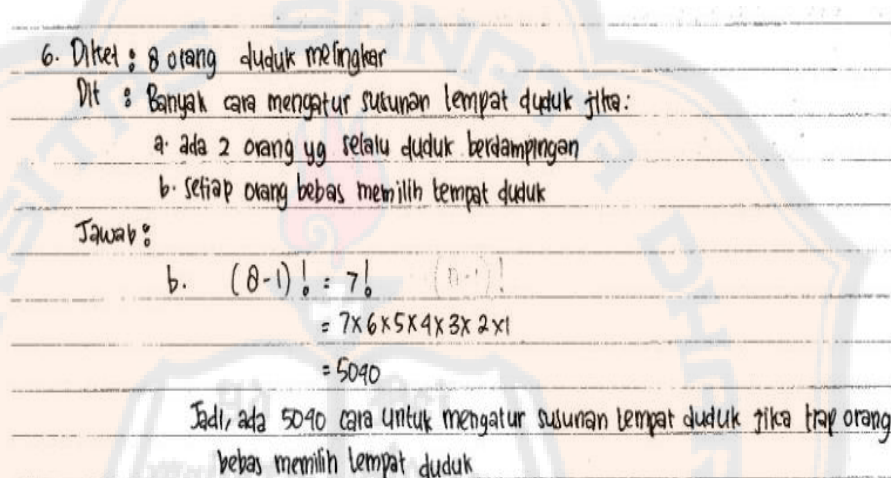 6. Diket : 8 orang duduk melingkar
Dit : Banyak cara mengatur susunan tempat duduk jika:
a. ada 2 orang yg selalu duduk berdampingan
b. setiap orang bebas memilih tempat duduk
Jawab :
b. (8-1)! = 7! (n-1)!
= 7x6x5x4x3x2x1
= 5040
Jadi, ada 5040 cara untuk mengatur susunan tempat duduk jika tiap orang
bebas memilih tempat duduk